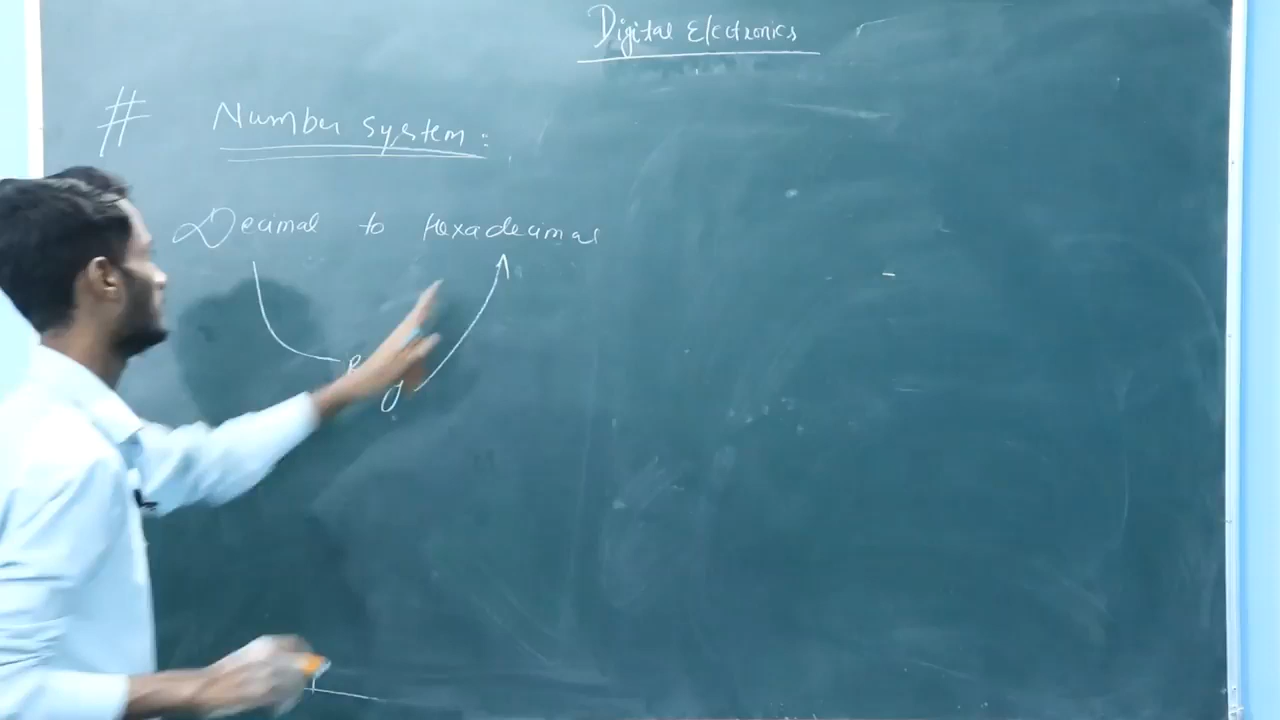 Digital Electronics
# Number system:
Decimal to Hexadecimal